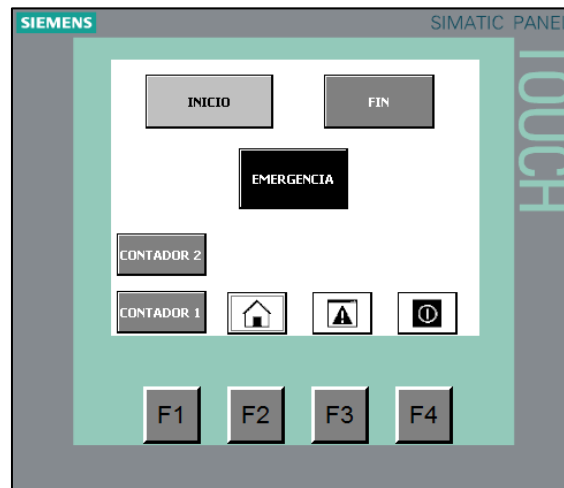 SIEMENS
SIMATIC PANEL
TOUCH
INICIO
FIN
EMERGENCIA
CONTADOR 2
CONTADOR 1
F1
F2
F3
F4